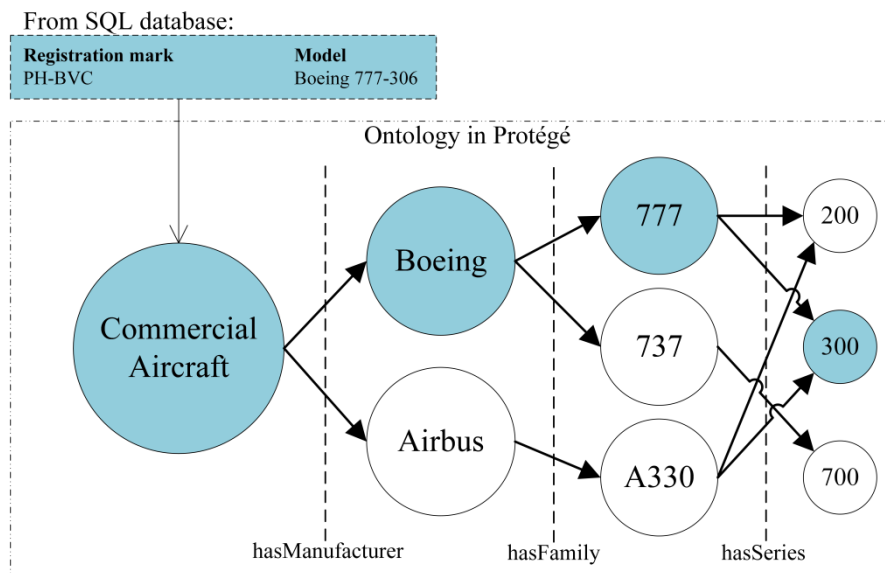 From SQL database:
Registration mark Model
PH-BVC Boeing 777-306
Ontology in Protégé
777
200
Boeing
Commercial
Aircraft
737
300
Airbus
A330
700
hasManufacturer hasFamily hasSeries